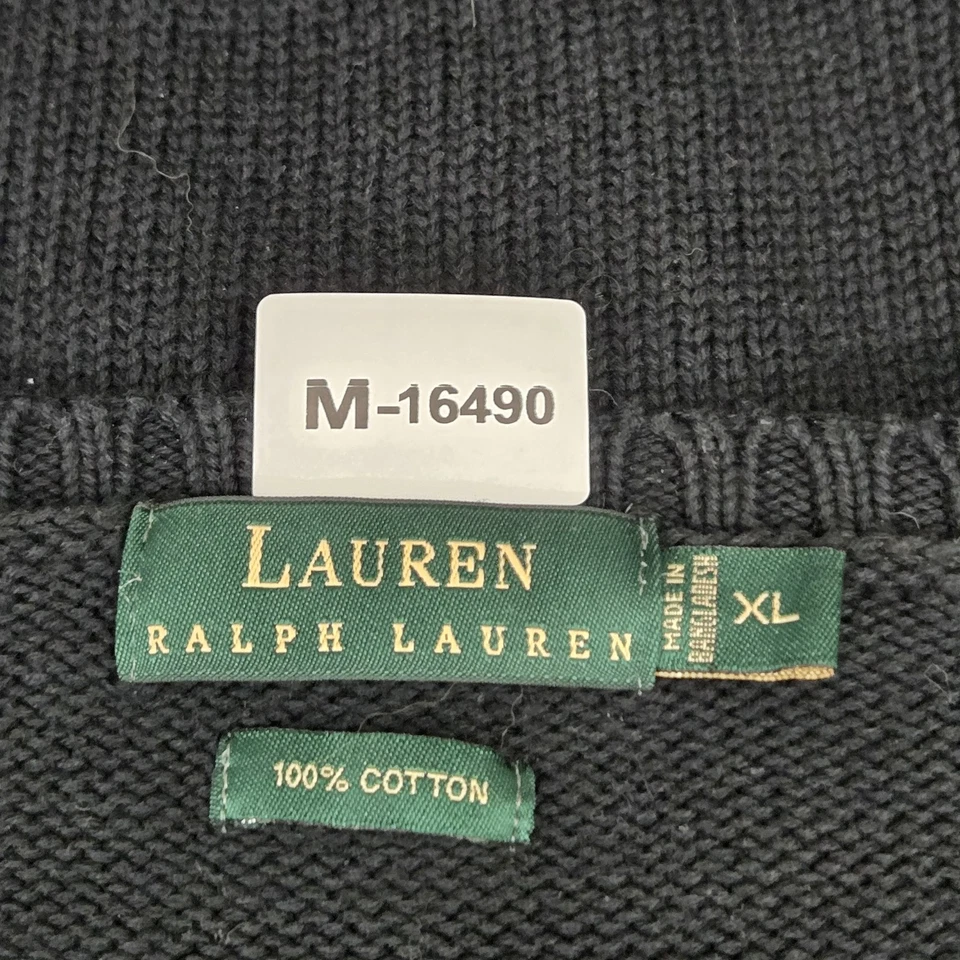 M-16490
LAUREN
RALPH LAUREN
MADE IN
BANGLADESH
XL
100% COTTON